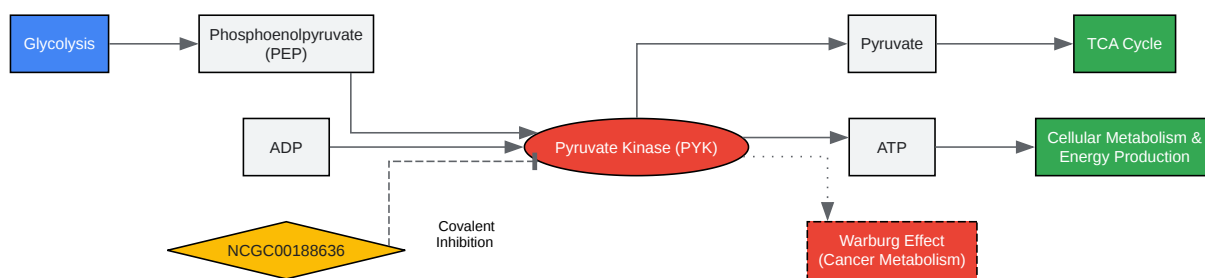 Glycolysis
Phosphoenolpyruvate
(PEP)
Pyruvate
TCA Cycle
ADP
Pyruvate Kinase (PYK)
ATP
Cellular Metabolism &
Energy Production
NCGC00188636
Covalent
Inhibition
Warburg Effect
(Cancer Metabolism)